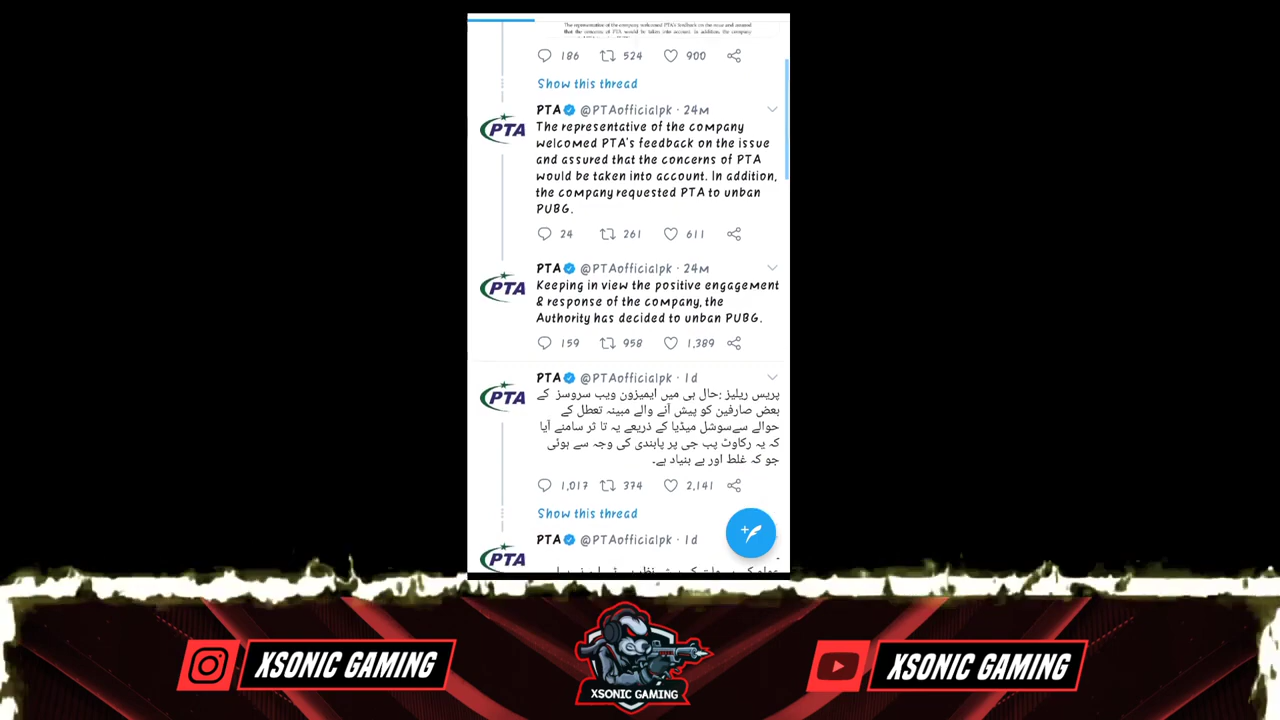 The representative of the company welcomed PTA's feedback on the issue and assured
that the concerns of PTA would be taken into account. In addition, the company
186 524 900
Show this thread
PTA @PTAofficialpk · 24m
PTA
The representative of the company
welcomed PTA's feedback on the issue
and assured that the concerns of PTA
would be taken into account. In addition,
the company requested PTA to unban
PUBG.
24 261 611
PTA @PTAofficialpk · 24m
PTA
Keeping in view the positive engagement
& response of the company, the
Authority has decided to unban PUBG.
159 958 1,389
PTA @PTAofficialpk · 1d
PTA
پریس ریلیز :حال ہی میں ایمیزون ویب سروسز کے
بعض صارفین کو پیش آنے والے مبینہ تعطل کے
حوالے سےسوشل میڈیا کے ذریعے یہ تا ثر سامنے آیا
کہ یہ رکاوٹ پب جی پر پابندی کی وجہ سے ہوئی
جو کہ غلط اور بے بنیاد ہے۔
1,017 374 2,141
Show this thread
PTA @PTAofficialpk · 1d
PTA
XSONIC GAMING
XSONIC GAMING
XSONIC GAMING